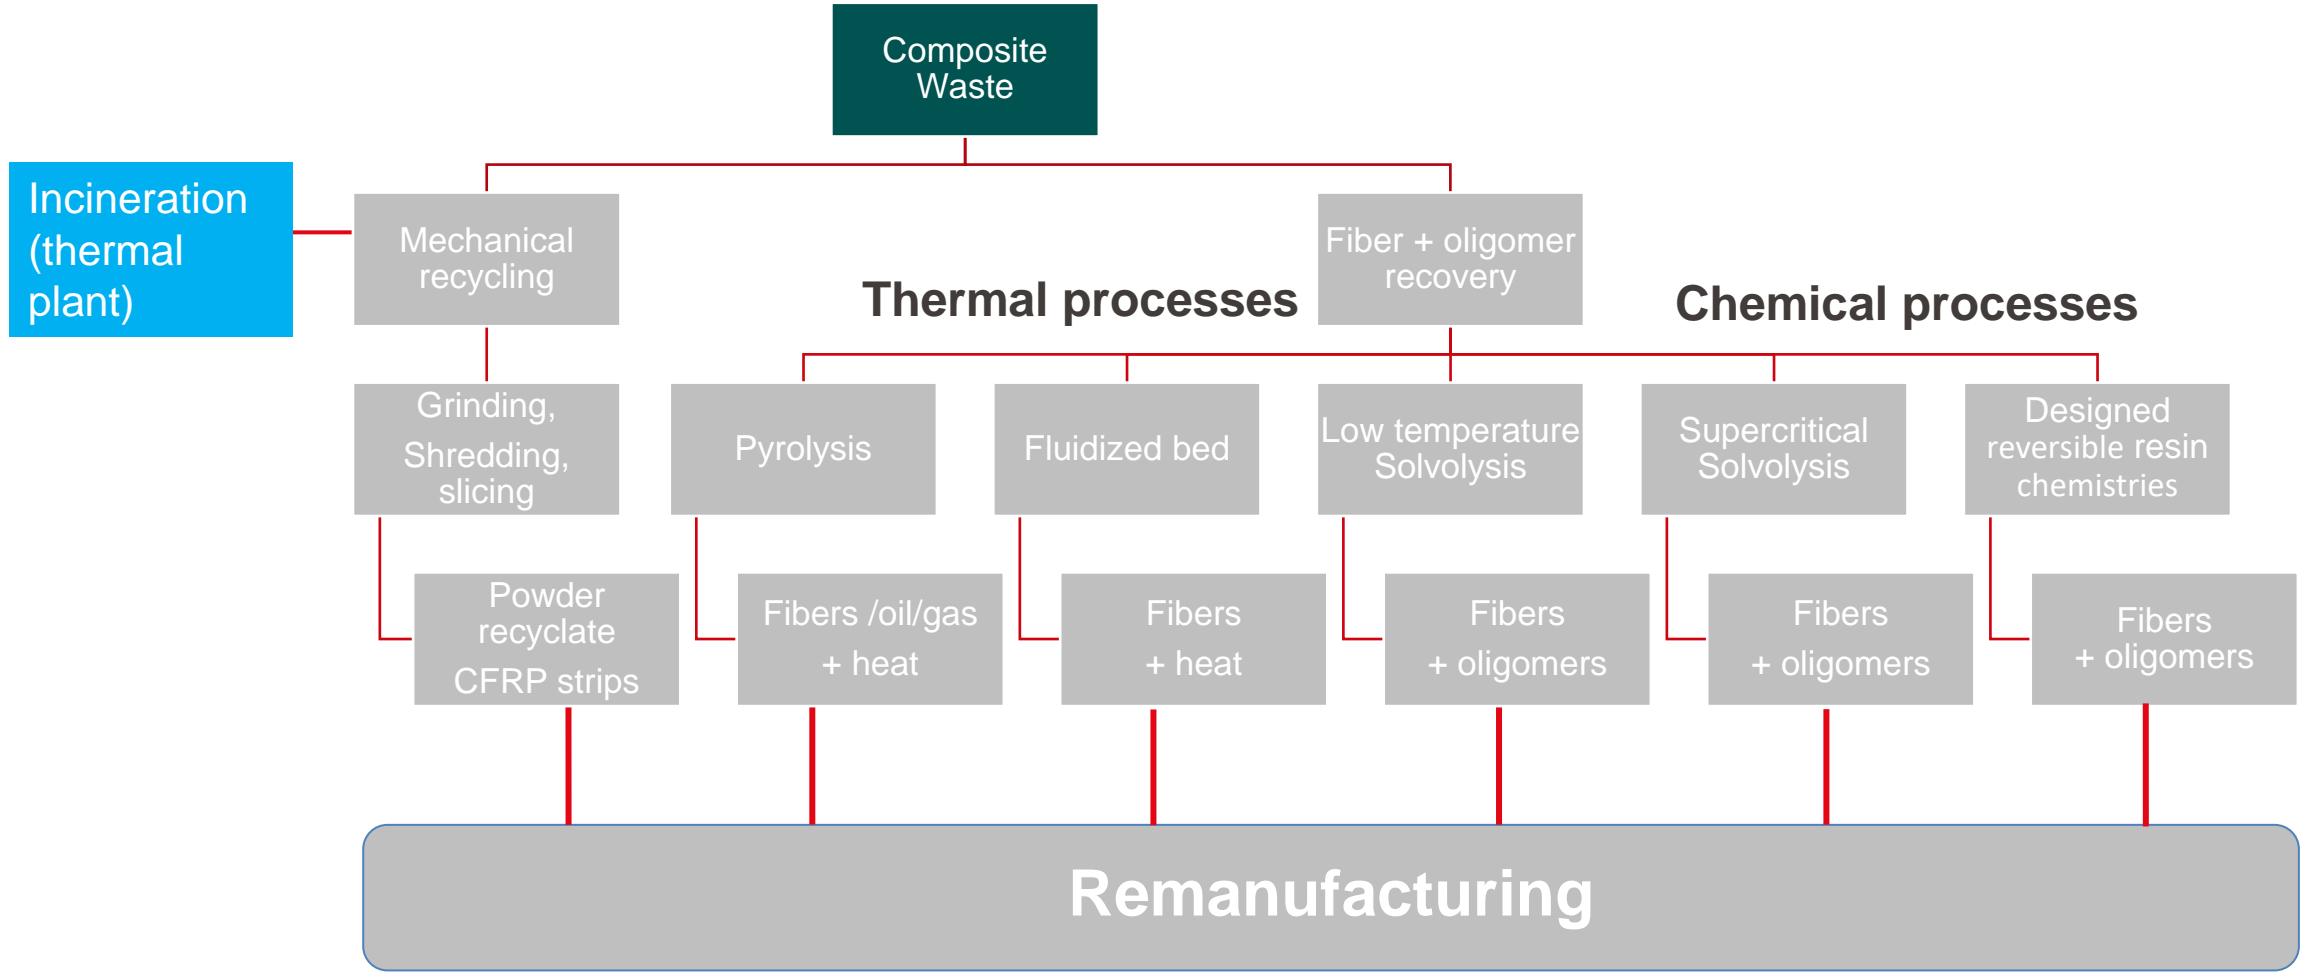 Composite
Waste
Incineration
(thermal
plant)
Mechanical
recycling
Fiber + oligomer
recovery
Thermal processes
Chemical processes
Grinding,
Shredding,
slicing
Pyrolysis
Fluidized bed
Low temperature
Solvolysis
Supercritical
Solvolysis
Designed
reversible resin
chemistries
Powder
recyclate
CFRP strips
Fibers /oil/gas
+ heat
Fibers
+ heat
Fibers
+ oligomers
Fibers
+ oligomers
Fibers
+ oligomers
Remanufacturing